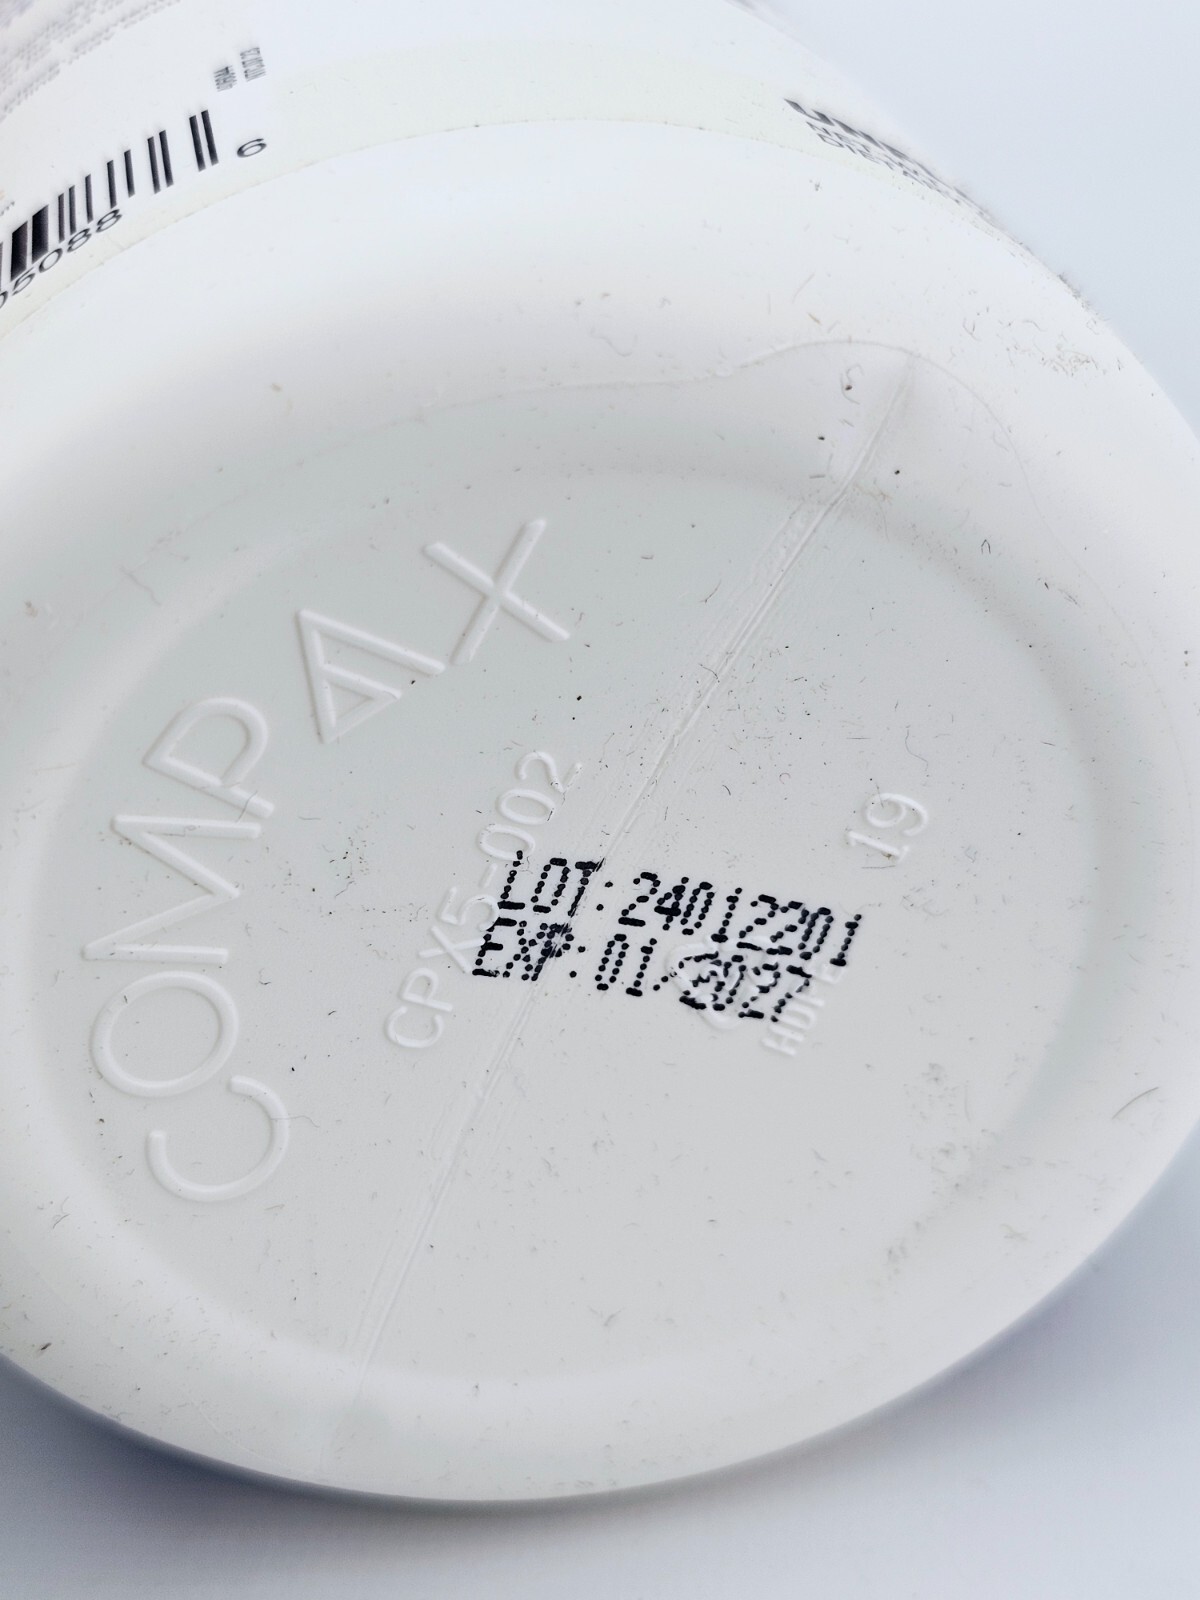 05088 6
COMPAX
CPX5-002
19
LOT: 24012201
EXP: 01/2027
HDPE